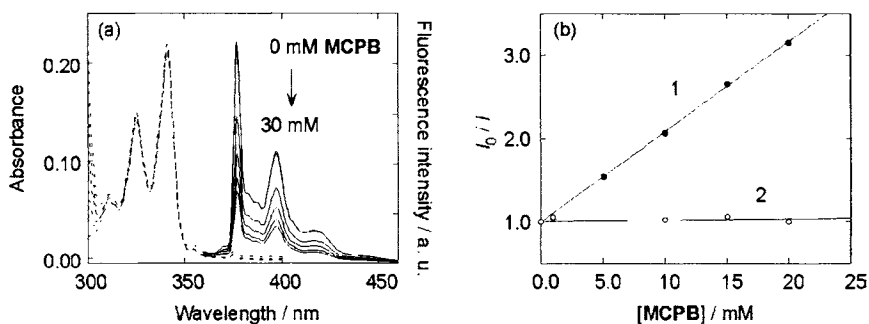 (a)
0 mM MCPB
30 mM
0.20
0.10
0.00
Absorbance
300
350
400
450
Wavelength / nm
Fluorescence intensity / a. u.
(b)
3.0
2.0
1.0
I0 / I
1
2
0.0
5.0
10
15
20
25
[MCPB] / mM